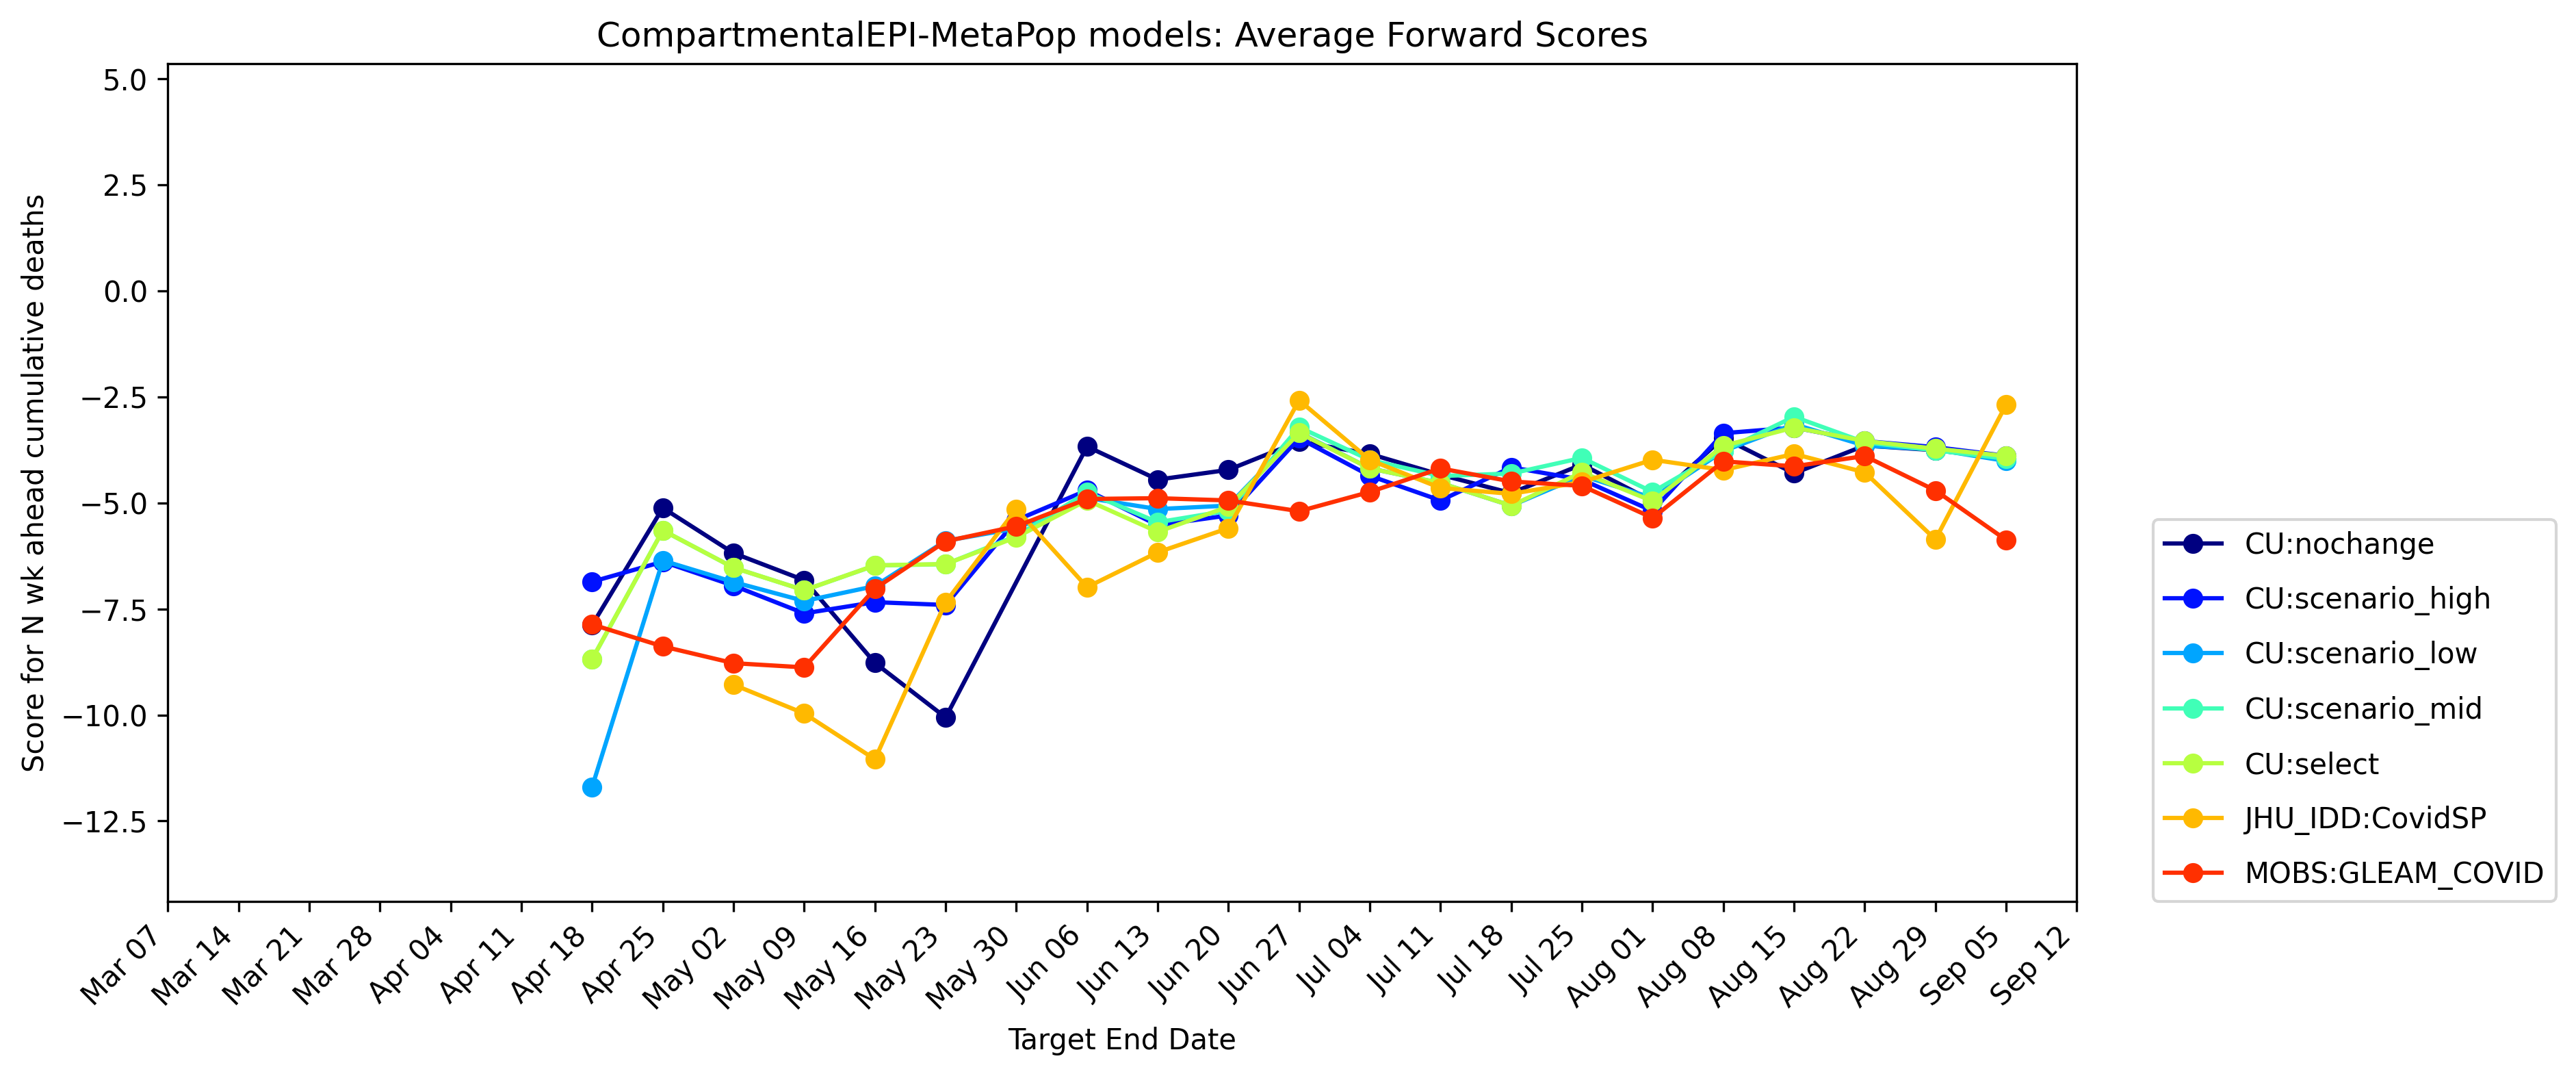 CompartmentalEPI-MetaPop models: Average Forward Scores
Score for N wk ahead cumulative deaths
5.0
2.5
0.0
−2.5
−5.0
−7.5
−10.0
−12.5
Mar 07
Mar 14
Mar 21
Mar 28
Apr 04
Apr 11
Apr 18
Apr 25
May 02
May 09
May 16
May 23
May 30
Jun 06
Jun 13
Jun 20
Jun 27
Jul 04
Jul 11
Jul 18
Jul 25
Aug 01
Aug 08
Aug 15
Aug 22
Aug 29
Sep 05
Sep 12
Target End Date
CU:nochange
CU:scenario_high
CU:scenario_low
CU:scenario_mid
CU:select
JHU_IDD:CovidSP
MOBS:GLEAM_COVID